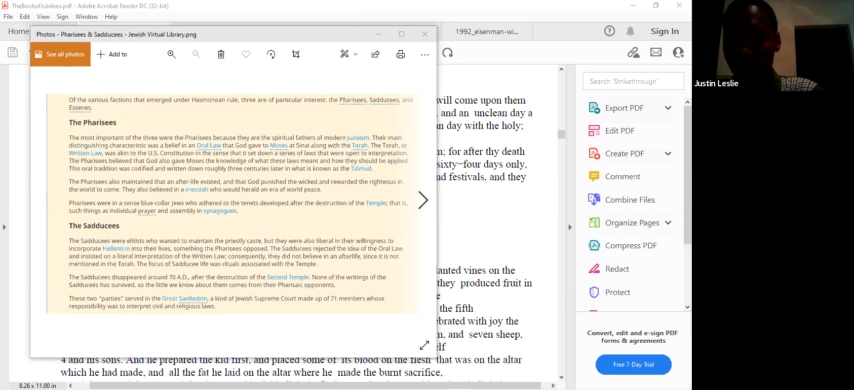 TheBookofJubilees.pdf - Adobe Acrobat Reader DC (32-bit)
File Edit View Sign Window Help
Home
1992_eisenman-wi...
Sign In
Photos - Pharisees & Sadducees - Jewish Virtual Library.png
See all photos
Add to
Of the various factions that emerged under Hasmonean rule, three are of particular interest: the Pharisees, Sadducees, and
Essenes.
The Pharisees
The most important of the three were the Pharisees because they are the spiritual fathers of modern Judaism. Their main
distinguishing characteristic was a belief in an Oral Law that God gave to Moses at Sinai along with the Torah. The Torah, or
Written Law, was akin to the U.S. Constitution in the sense that it set down a series of laws that were open to interpretation.
The Pharisees believed that God also gave Moses the knowledge of what these laws meant and how they should be applied.
This oral tradition was codified and written down roughly three centuries later in what is known as the Talmud.
The Pharisees also maintained that an after-life existed, and that God punished the wicked and rewarded the righteous in
the world to come. They also believed in a messiah who would herald an era of world peace.
Pharisees were in a sense blue-collar Jews who adhered to the tenets developed after the destruction of the Temple; that is,
such things as individual prayer and assembly in synagogues.
The Sadducees
The Sadducees were elitists who wanted to maintain the priestly caste, but they were also liberal in their willingness to
incorporate Hellenism into their lives, something the Pharisees opposed. The Sadducees rejected the idea of the Oral Law
and insisted on a literal interpretation of the Written Law; consequently, they did not believe in an afterlife, since it is not
mentioned in the Torah. The focus of Sadducee life was rituals associated with the Temple.
The Sadducees disappeared around 70 A.D., after the destruction of the Second Temple. None of the writings of the
Sadducees has survived, so the little we know about them comes from their Pharisaic opponents.
These two "parties" served in the Great Sanhedrin, a kind of Jewish Supreme Court made up of 71 members whose
responsibility was to interpret civil and religious laws.
will come upon them
and an unclean day a
an day with the holy;
m; for after thy death
sixty-four days only,
nd festivals, and they
lanted vines on the
they produced fruit in
e
the fifth
ebrated with joy the
m, and seven sheep,
elf
4 and his sons. And he prepared the kid first, and placed some of its blood on the flesh that was on the altar
which he had made, and all the fat he laid on the altar where he made the burnt sacrifice,
8.26 x 11.00 in
Search 'Strikethrough'
Export PDF
Edit PDF
Create PDF
Comment
Combine Files
Organize Pages
Compress PDF
Redact
Protect
Convert, edit and e-sign PDF
forms & agreements
Free 7-Day Trial
Justin Leslie